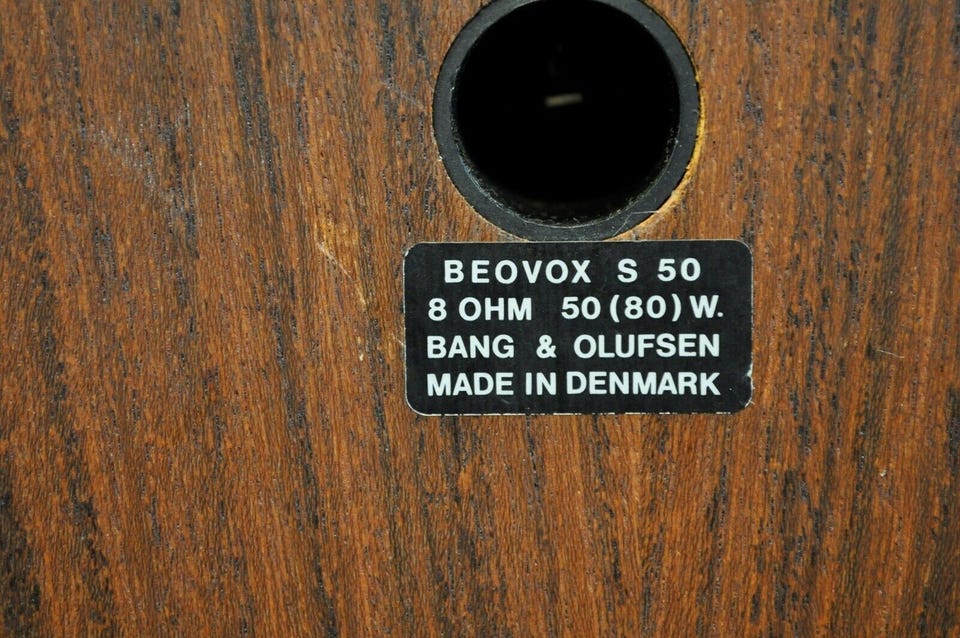 BEOVOX S 50
8 OHM 50 (80) W.
BANG & OLUFSEN
MADE IN DENMARK